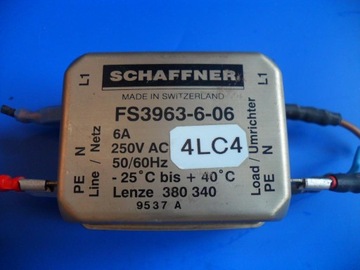 SCHAFFNER
MADE IN SWITZERLAND
FS3963-6-06
6A
250V AC
50/60Hz
4LC4
- 25°C bis + 40°C
Lenze 380 340
9537 A
L1
N
PE
Line / Netz
L1
N
PE
Load / Umrichter